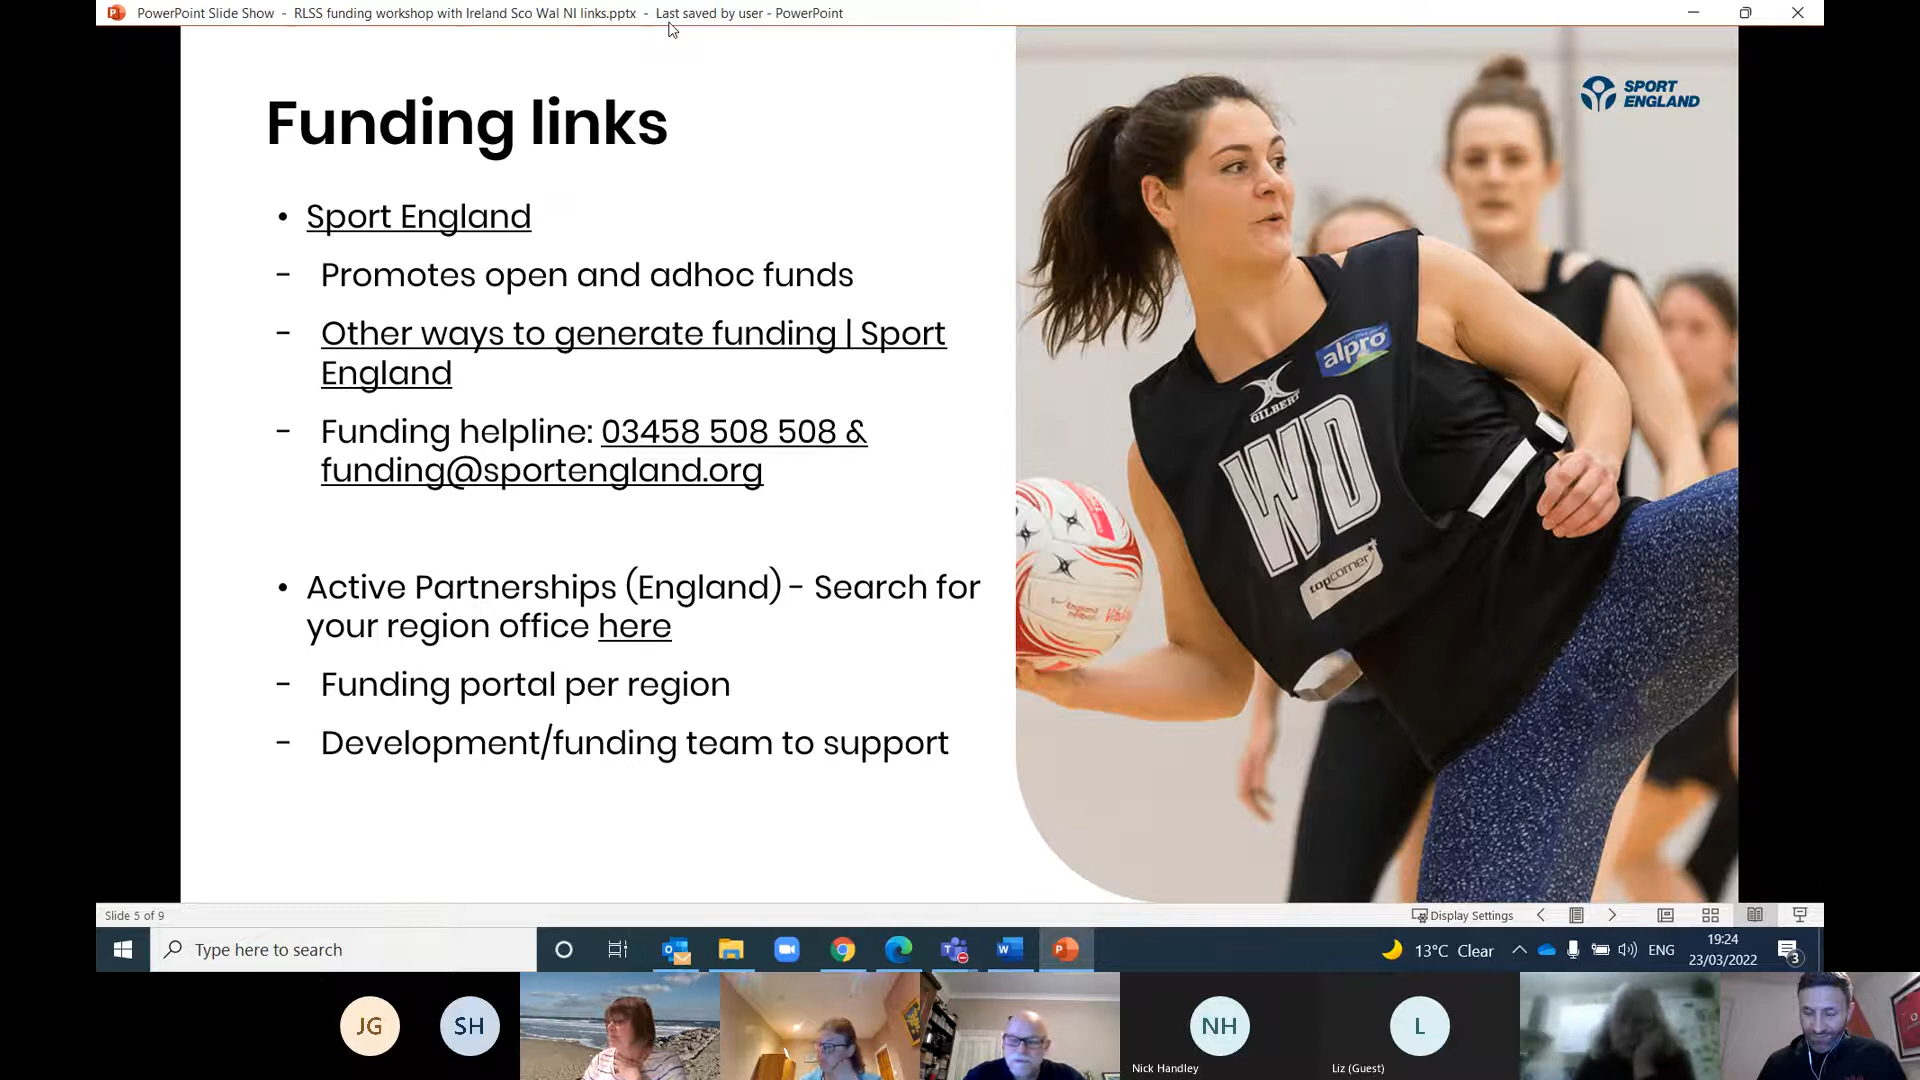 PowerPoint Slide Show - RLSS funding workshop with Ireland Sco Wal NI links.pptx - Last saved by user - PowerPoint
Funding links
• Sport England
- Promotes open and adhoc funds
- Other ways to generate funding | Sport
England
- Funding helpline: 03458 508 508 &
funding@sportengland.org
• Active Partnerships (England) - Search for
your region office here
- Funding portal per region
- Development/funding team to support
SPORT
ENGLAND
alpro
GILBERT
WD
topcorner
England
netball
Slide 5 of 9
Display Settings
Type here to search
13°C Clear
ENG
19:24
23/03/2022
3
JG
SH
NH
Nick Handley
L
Liz (Guest)